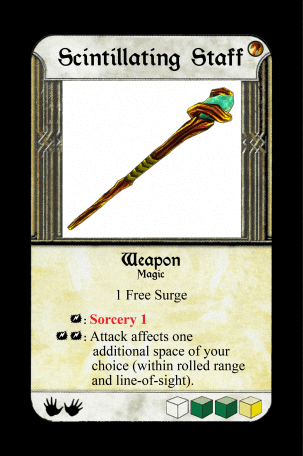 Scintillating Staff
Weapon
Magic
1 Free Surge
: Sorcery 1
: Attack affects one
additional space of your
choice (within rolled range
and line-of-sight).